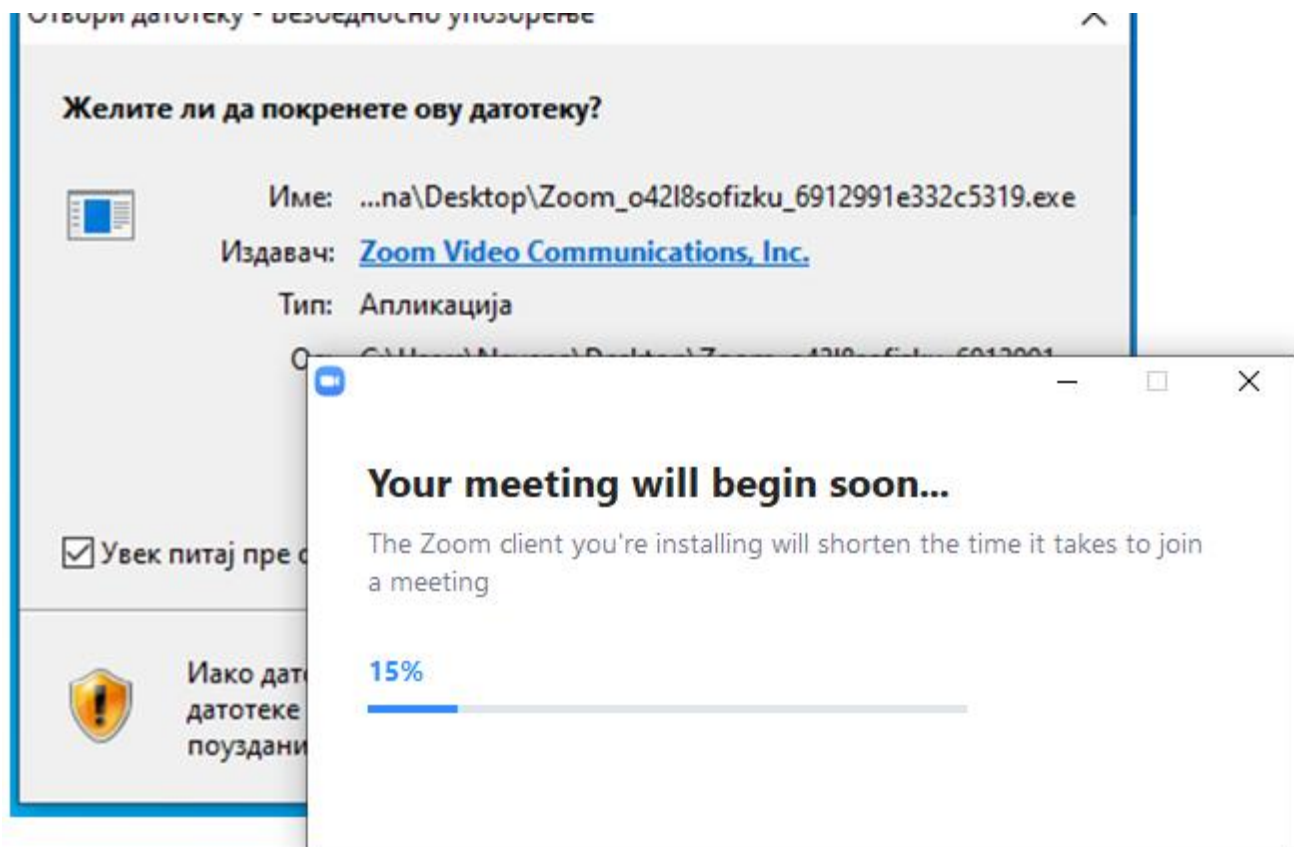 Отвори датотеку - Безбедносно упозорење
Желите ли да покренете ову датотеку?
Име: ...na\Desktop\Zoom_o42l8sofizku_6912991e332c5319.exe
Издавач: Zoom Video Communications, Inc.
Тип: Апликација
Увек питај пре
Иако
датотеке
Your meeting will begin soon...
The Zoom client you're installing will shorten the time it takes to join
a meeting
15%